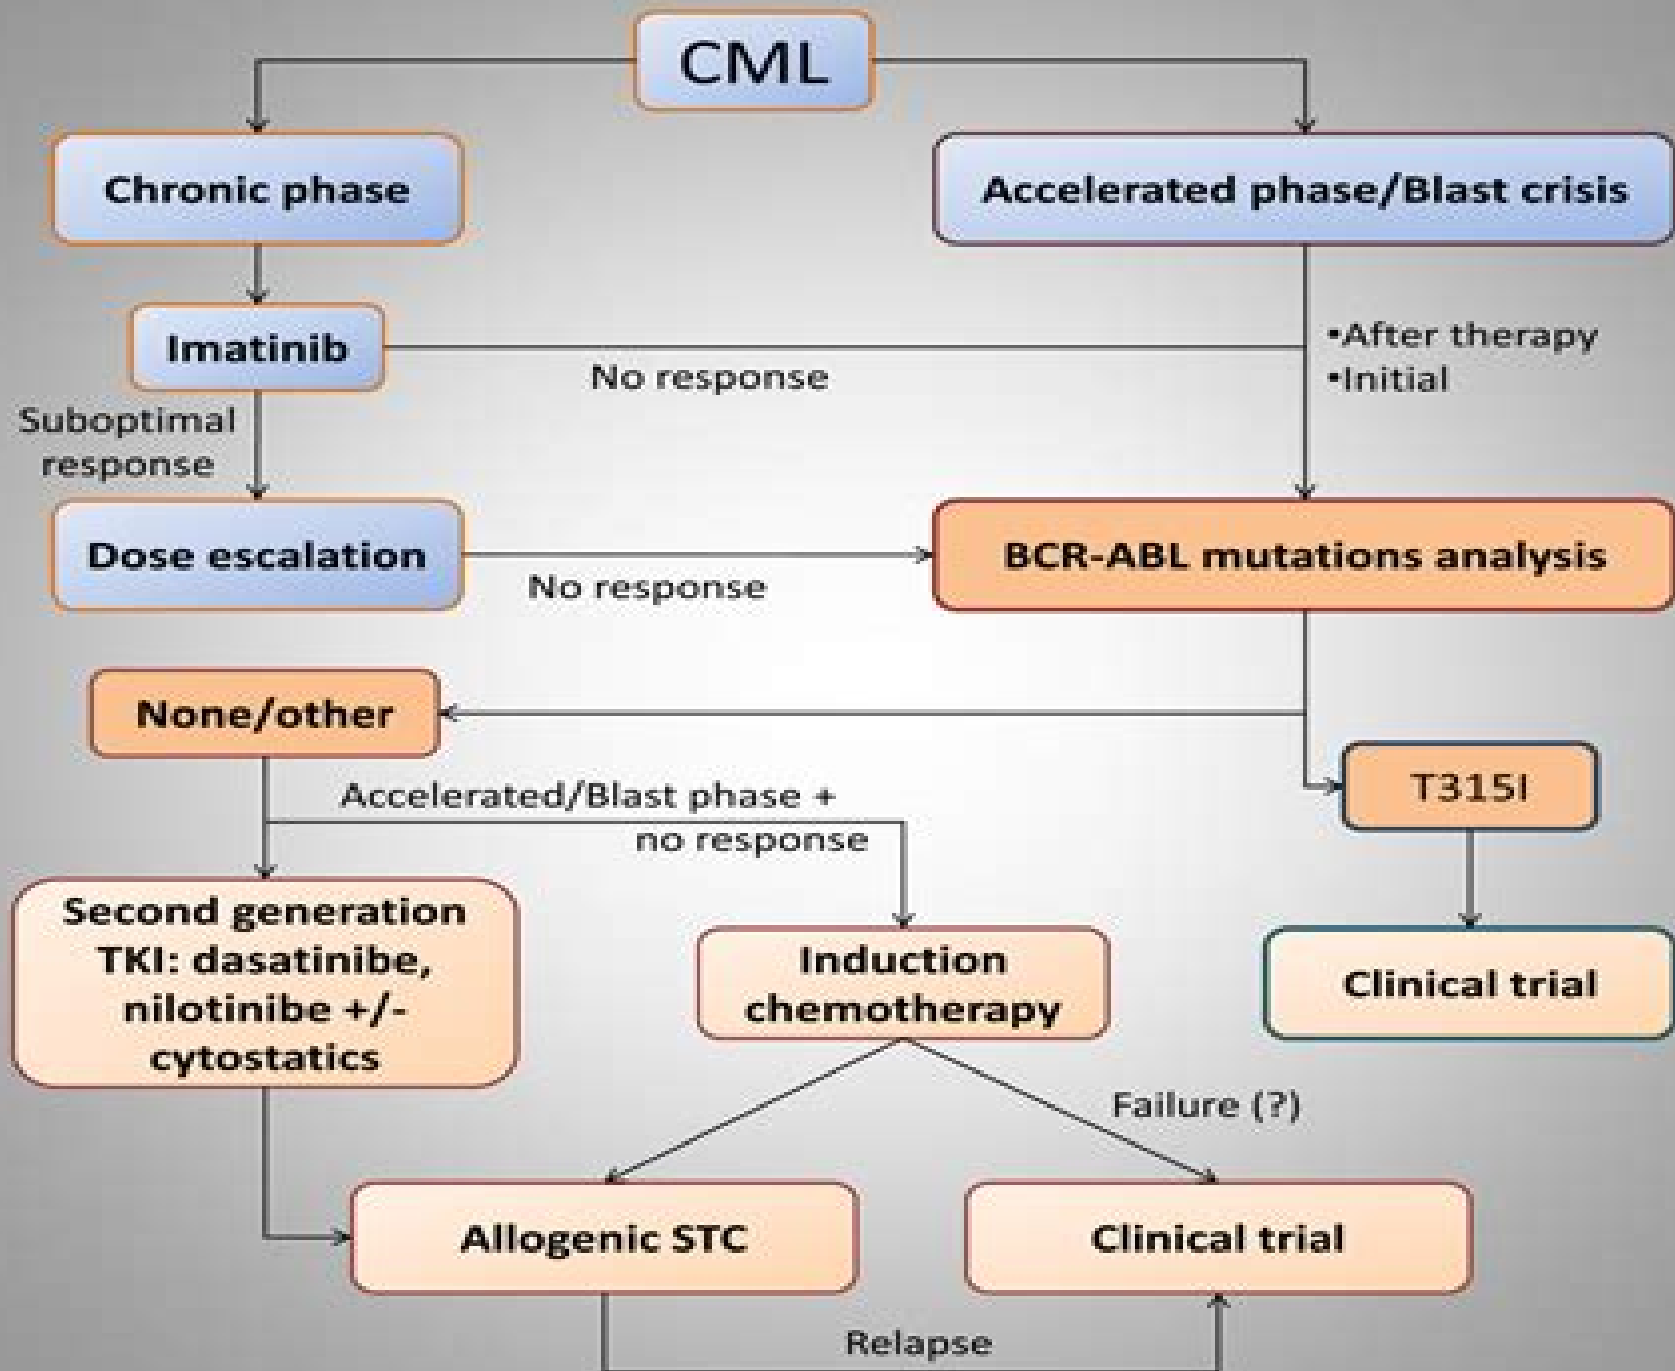 CML
Chronic phase
Accelerated phase/Blast crisis
Imatinib
No response
•After therapy
•Initial
Suboptimal
response
Dose escalation
No response
BCR-ABL mutations analysis
None/other
T315I
Accelerated/Blast phase +
no response
Second generation
TKI: dasatinibe,
nilotinibe +/-
cytostatics
Induction
chemotherapy
Clinical trial
Failure (?)
Allogenic STC
Clinical trial
Relapse